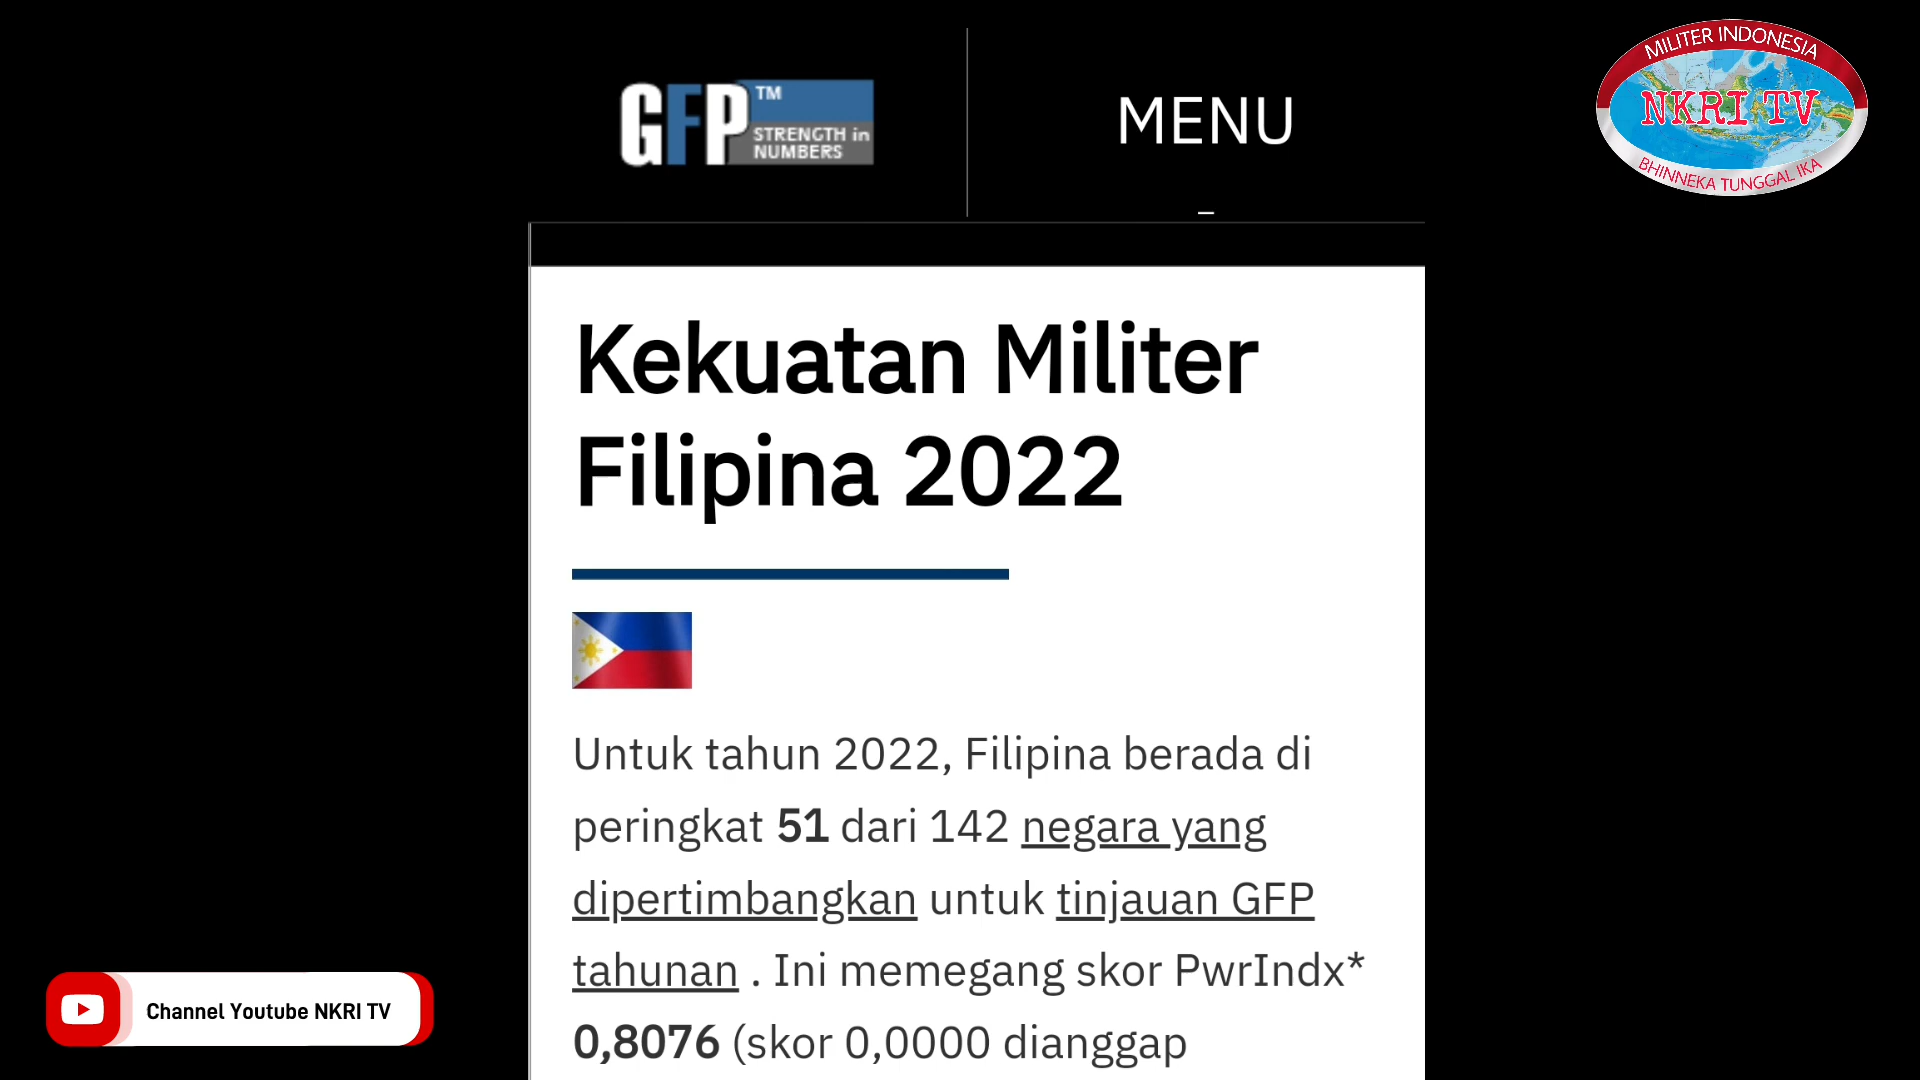 GFP TM
STRENGTH in
NUMBERS
MENU
MILITER INDONESIA
NKRI TV
BHINNEKA TUNGGAL IKA
Kekuatan Militer
Filipina 2022
Untuk tahun 2022, Filipina berada di
peringkat 51 dari 142 negara yang
dipertimbangkan untuk tinjauan GFP
tahunan . Ini memegang skor PwrIndx*
0,8076 (skor 0,0000 dianggap
Channel Youtube NKRI TV